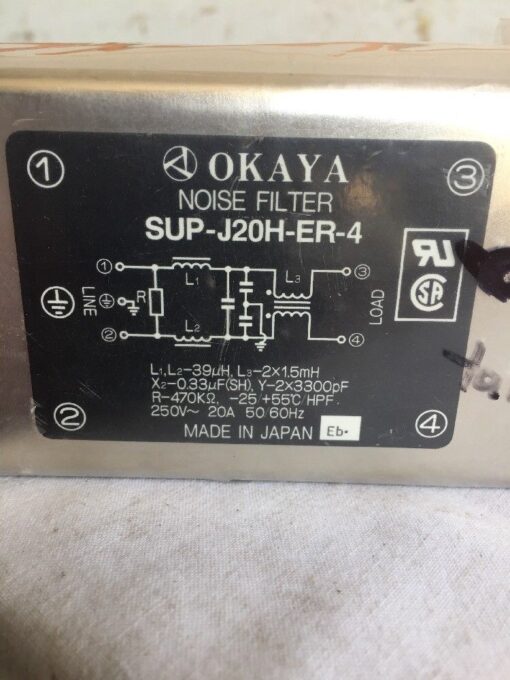 ① OKAYA ③
NOISE FILTER
SUP-J20H-ER-4
① L₁ L₃ ③
LINE R LOAD
② L₂ ④
L₁,L₂-39μH, L₃-2×1.5mH
X₂-0.33μF(SH), Y-2×3300pF
R-470KΩ, -25+55℃/HPF
250V～ 20A 50/60Hz
② MADE IN JAPAN Eb· ④